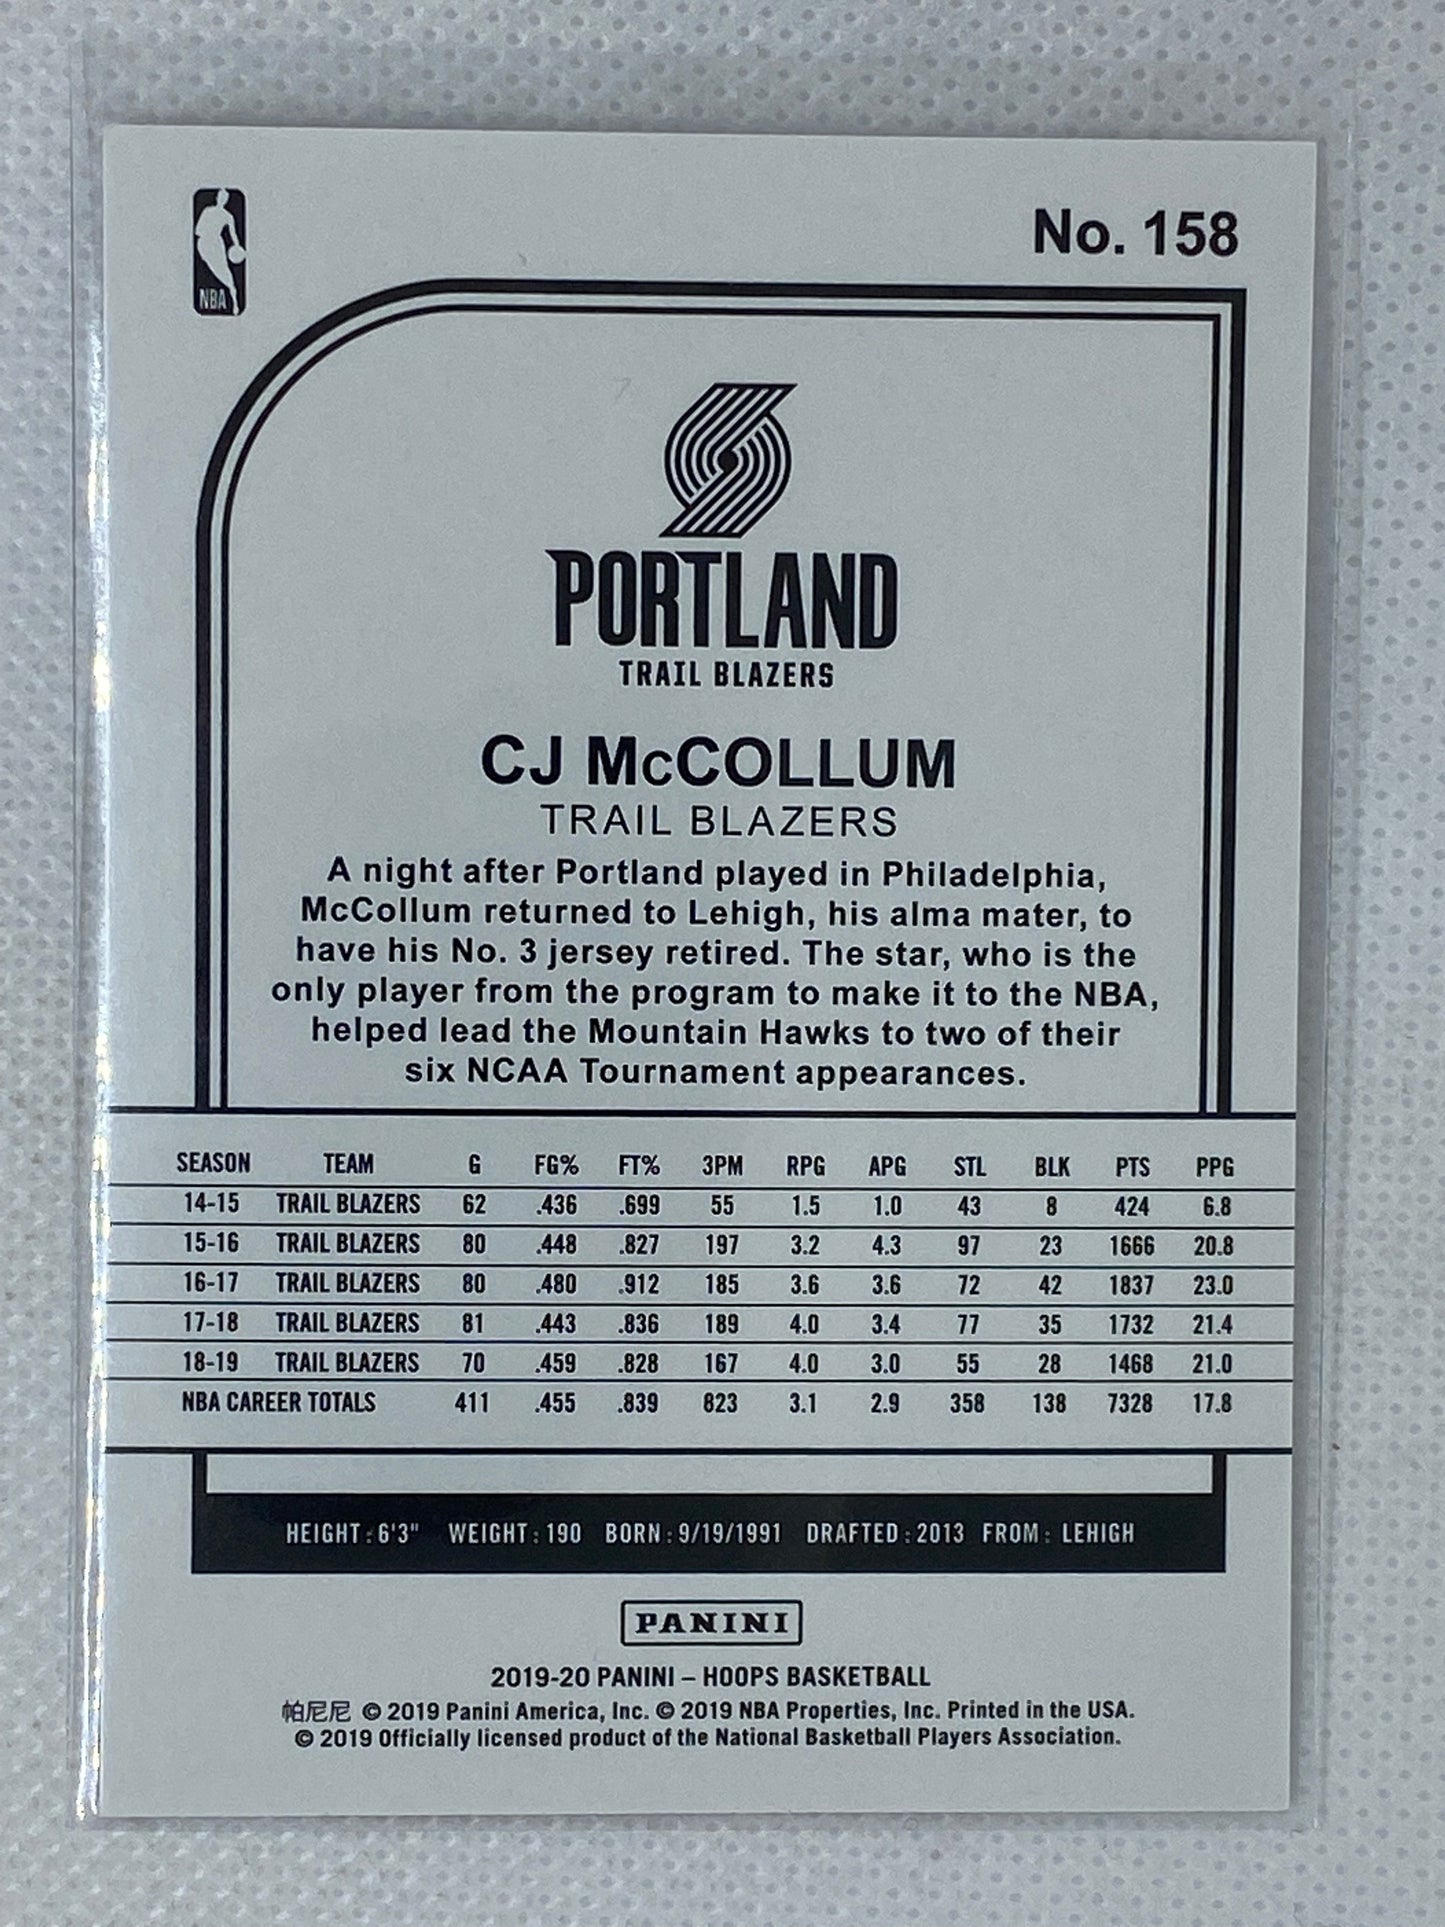 NBA
No. 158
PORTLAND
TRAIL BLAZERS
CJ McCOLLUM
TRAIL BLAZERS
A night after Portland played in Philadelphia,
McCollum returned to Lehigh, his alma mater, to
have his No. 3 jersey retired. The star, who is the
only player from the program to make it to the NBA,
helped lead the Mountain Hawks to two of their
six NCAA Tournament appearances.
SEASON TEAM G FG% FT% 3PM RPG APG STL BLK PTS PPG
14-15 TRAIL BLAZERS 62 .436 .699 55 1.5 1.0 43 8 424 6.8
15-16 TRAIL BLAZERS 80 .448 .827 197 3.2 4.3 97 23 1666 20.8
16-17 TRAIL BLAZERS 80 .480 .912 185 3.6 3.6 72 42 1837 23.0
17-18 TRAIL BLAZERS 81 .443 .836 189 4.0 3.4 77 35 1732 21.4
18-19 TRAIL BLAZERS 70 .459 .828 167 4.0 3.0 55 28 1468 21.0
NBA CAREER TOTALS 411 .455 .839 823 3.1 2.9 358 138 7328 17.8
HEIGHT: 6'3" WEIGHT: 190 BORN: 9/19/1991 DRAFTED: 2013 FROM: LEHIGH
PANINI
2019-20 PANINI – HOOPS BASKETBALL
帕尼尼 © 2019 Panini America, Inc. © 2019 NBA Properties, Inc. Printed in the USA.
© 2019 Officially licensed product of the National Basketball Players Association.